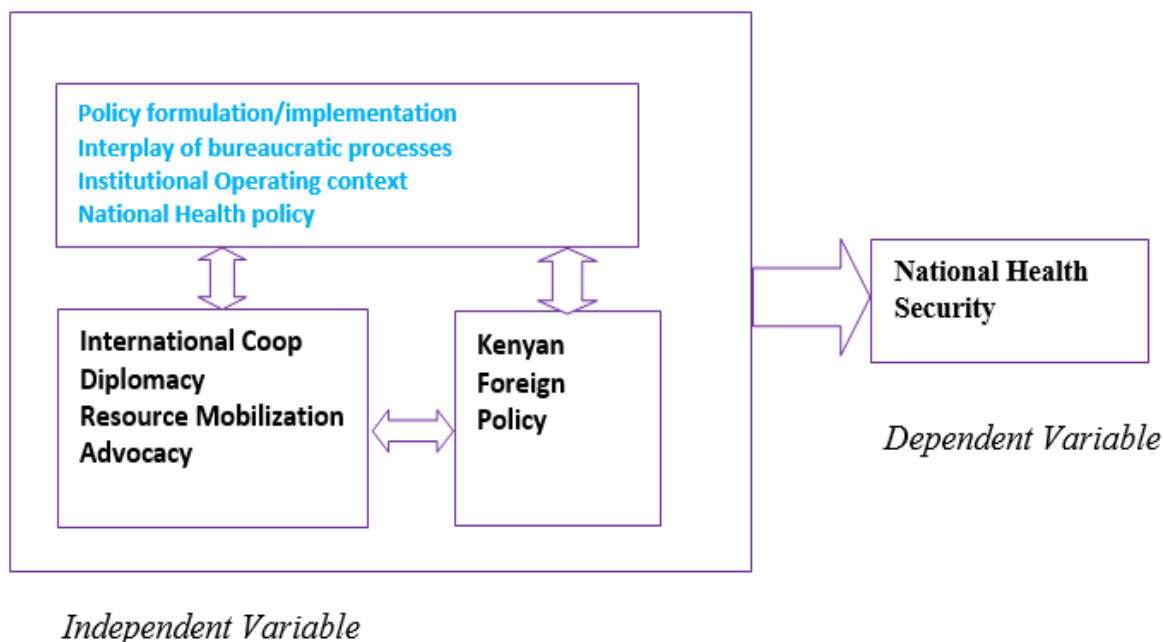 Policy formulation/implementation
Interplay of bureaucratic processes
Institutional Operating context
National Health policy
International Coop
Diplomacy
Resource Mobilization
Advocacy
Kenyan
Foreign
Policy
National Health
Security
Dependent Variable
Independent Variable